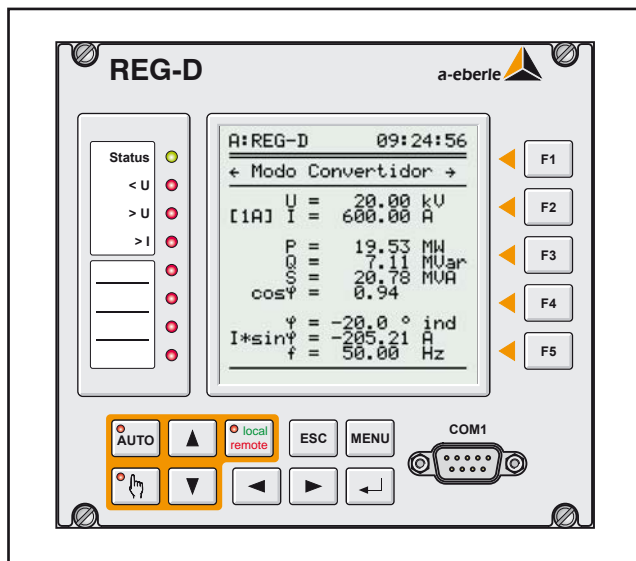 REG-D
a-eberle
Status
< U
> U
> I
A:REG-D 09:24:56
← Modo Convertidor →
U = 20.00 kV
[1A] I = 600.00 A
P = 19.53 MW
Q = 7.11 MVar
S = 20.78 MVA
cosφ = 0.94
φ = -20.0 ° ind
I*sinφ = -205.21 A
f = 50.00 Hz
F1
F2
F3
F4
F5
AUTO
local
remote
ESC
MENU
COM1